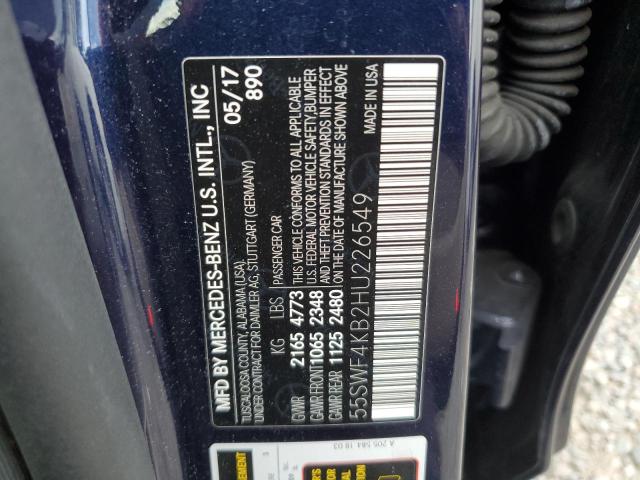 MFD BY MERCEDES-BENZ U.S. INTL., INC 05/17
TUSCALOOSA COUNTY, ALABAMA (USA). 890
UNDER CONTRACT FOR DAIMLER AG, STUTTGART (GERMANY)
KG LBS PASSENGER CAR
GVWR 2165 4773 THIS VEHICLE CONFORMS TO ALL APPLICABLE
GAWR FRONT 1065 2348 U.S. FEDERAL MOTOR VEHICLE SAFETY, BUMPER
GAWR REAR 1125 2480 AND THEFT PREVENTION STANDARDS IN EFFECT
AT THE DATE OF MANUFACTURE SHOWN ABOVE
55SWF4KB2HU226549 MADE IN USA
A 205 584 18 03